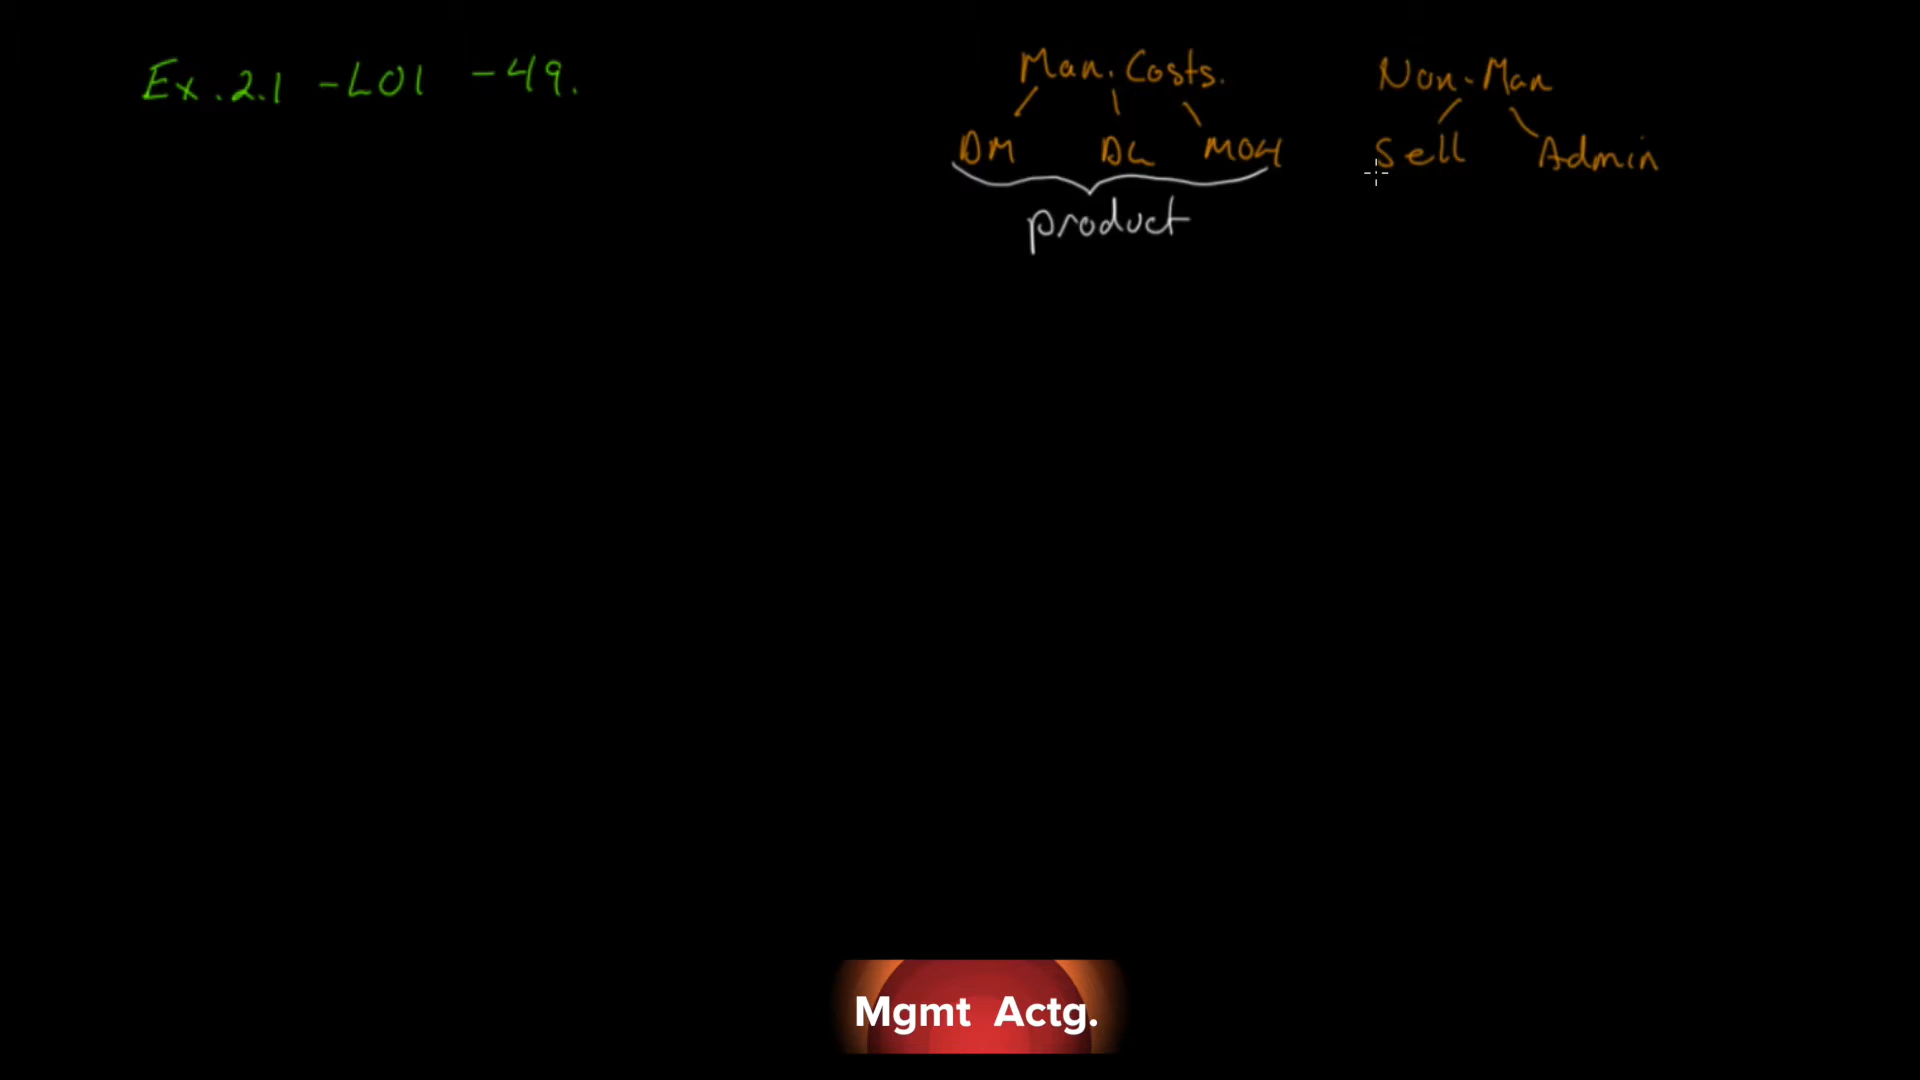 Ex. 2.1 - LO1 - 49.
Man. Costs.
Non-Man
DM DL MOH
Sell Admin
product
Mgmt Actg.